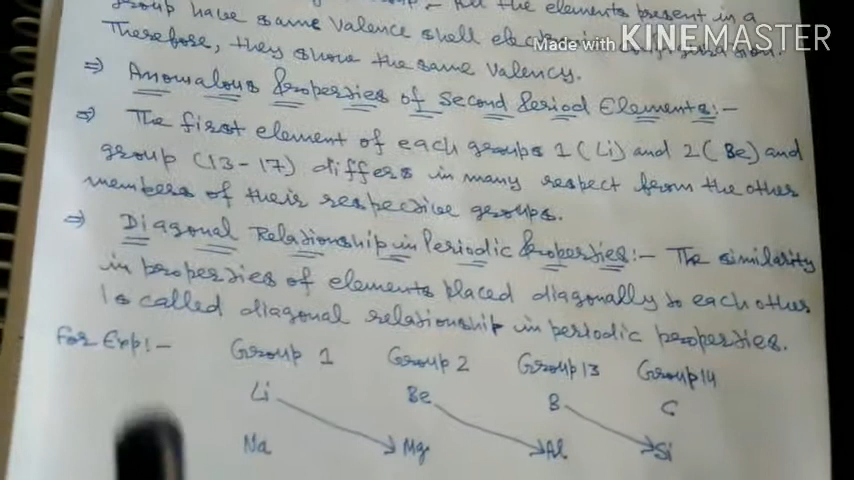 group have same valence shell
the elements present in a
Therefore, they show the same valency.
Made with KINEMASTER
⇒ Anomalous Properties of Second Period Elements:-
⇒ The first element of each groups 1 (Li) and 2 (Be) and
group (13-17) differs in many respect from the other
members of their respective groups.
⇒ Diagonal Relationship in Periodic Properties:- The similarity
in properties of elements placed diagonally to each other
is called diagonal relationship in periodic properties.
For Exp:- Group 1 Group 2 Group 13 Group 14
Li Be B C
Na Mg Al Si